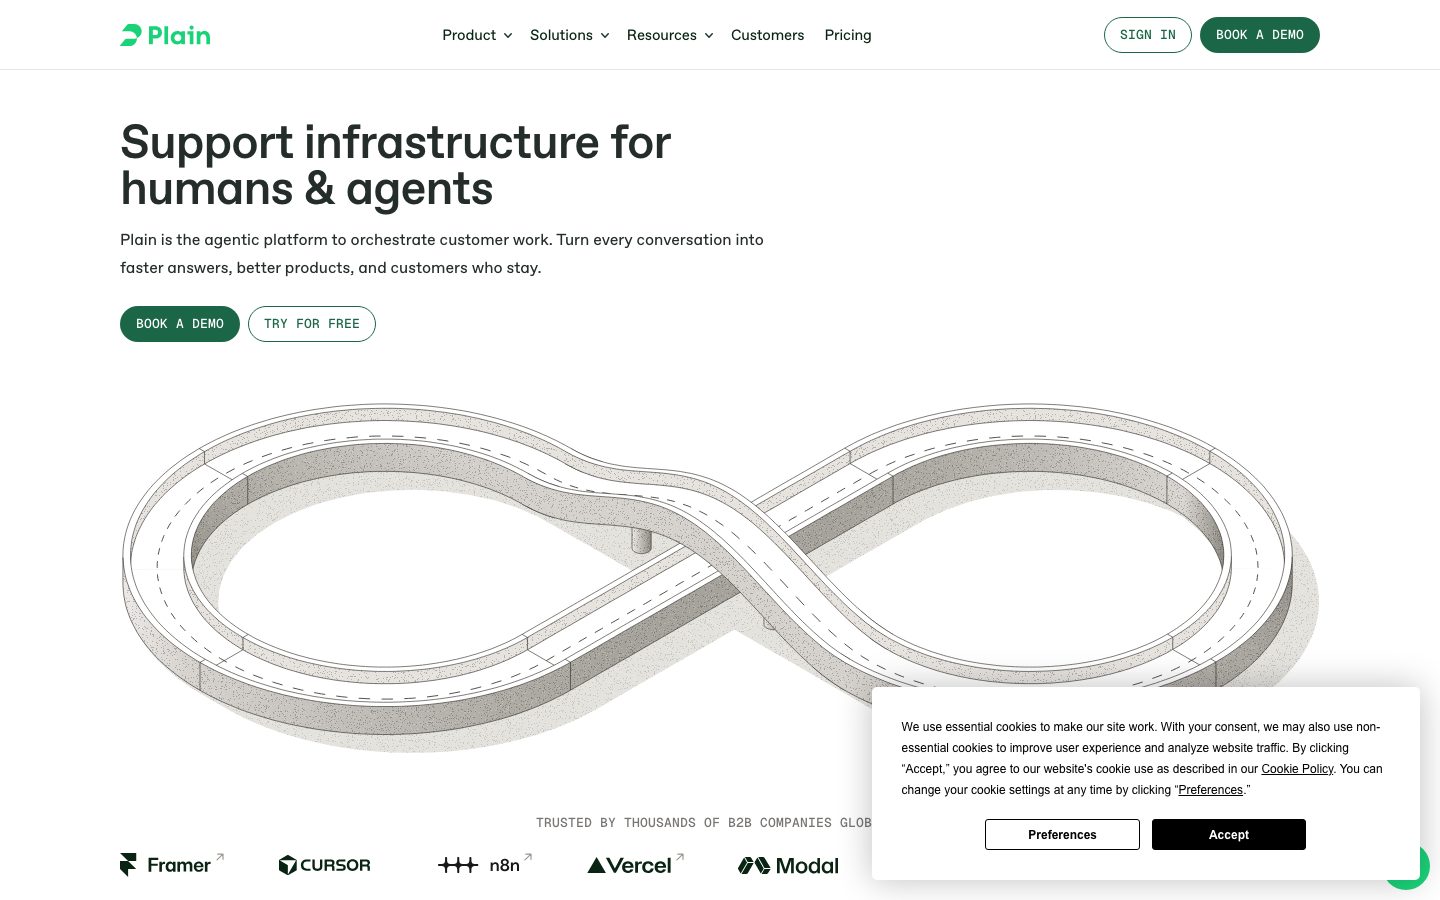 Plain
Product
Solutions
Resources
Customers
Pricing
SIGN IN
BOOK A DEMO
Support infrastructure for
humans & agents
Plain is the agentic platform to orchestrate customer work. Turn every conversation into
faster answers, better products, and customers who stay.
BOOK A DEMO
TRY FOR FREE
TRUSTED BY THOUSANDS OF B2B COMPANIES
Framer
CURSOR
n8n
Vercel
Modal
We use essential cookies to make our site work. With your consent, we may also use non-
essential cookies to improve user experience and analyze website traffic. By clicking
“Accept,” you agree to our website's cookie use as described in our Cookie Policy. You can
change your cookie settings at any time by clicking “Preferences.”
Preferences
Accept